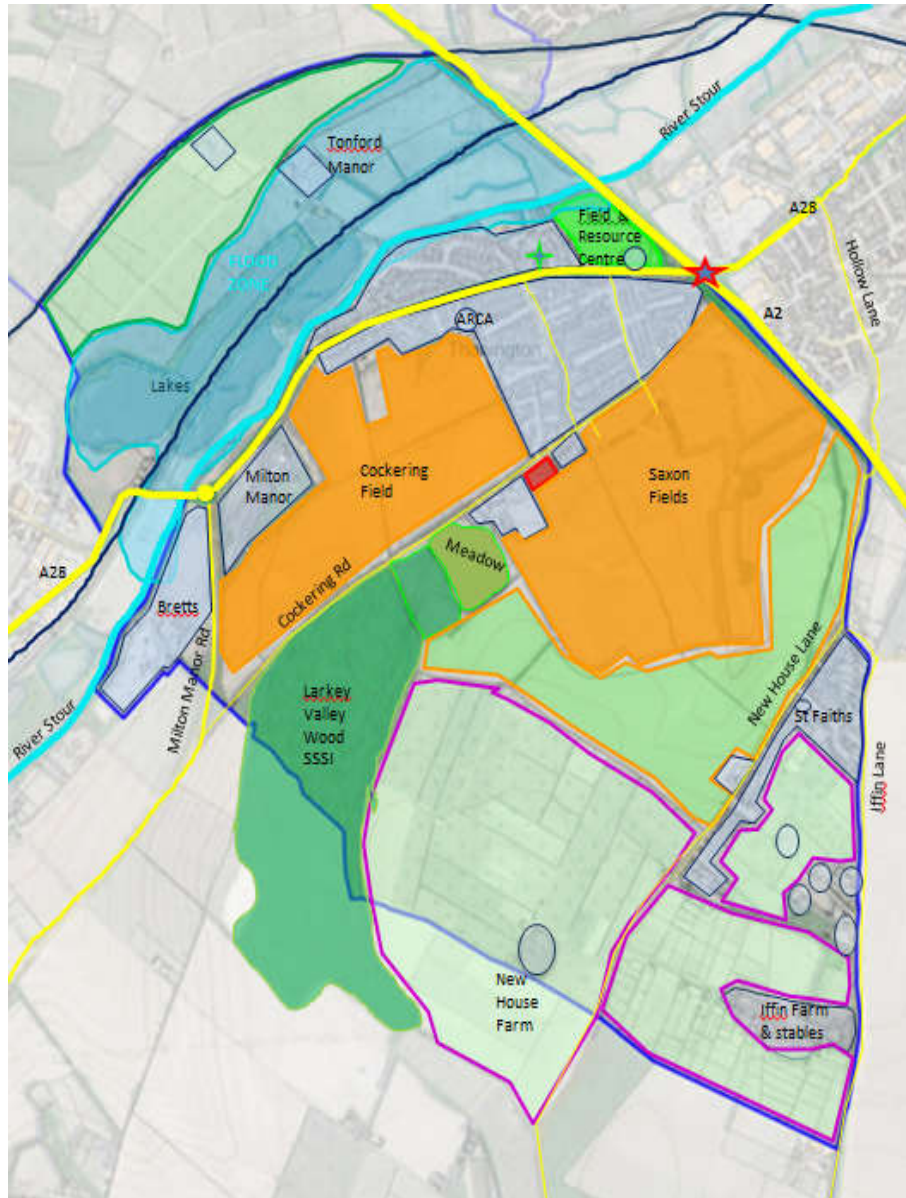 River Stour
Tonford
Manor
A28
Field &
Resource
Centre
Hollow Lane
FLOOD
ZONE
A2
ARCA
Thanington
Lakes
Milton
Manor
Cockering
Field
Saxon
Fields
Meadow
A28
Cockering Rd
Bretts
Milton Manor Rd
Larkey
Valley
Wood
SSSI
New House Lane
St Faiths
River Stour
Iffin Lane
New
House
Farm
Iffin Farm
& stables